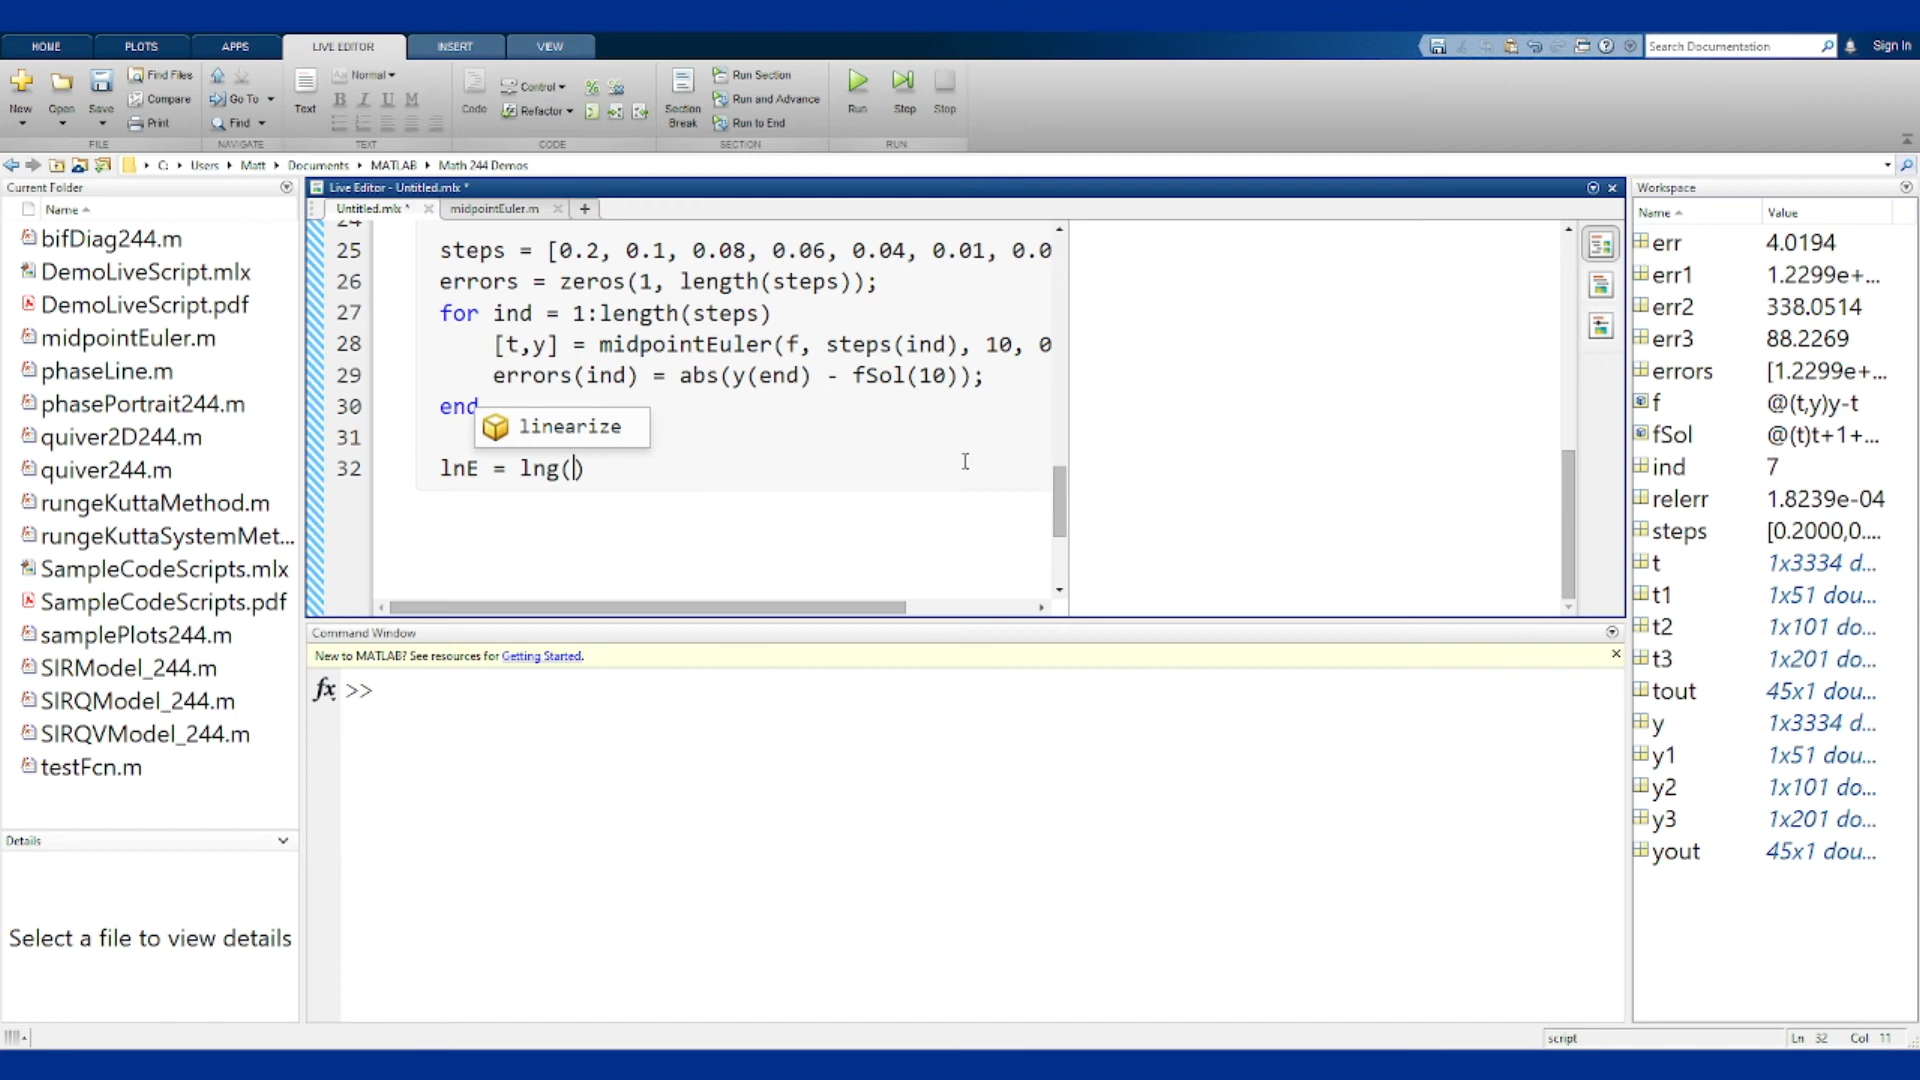 HOME PLOTS APPS LIVE EDITOR INSERT VIEW Search Documentation Sign In
New Open Save Find Files Compare Print FILE
Go To Find NAVIGATE
Text Normal B I U M TEXT
Code Control Refactor CODE
Section Break Run Section Run and Advance Run to End SECTION
Run Step Stop RUN
C: Users Matt Documents MATLAB Math 244 Demos
Current Folder
Name
bifDiag244.m
DemoLiveScript.mlx
DemoLiveScript.pdf
midpointEuler.m
phaseLine.m
phasePortrait244.m
quiver2D244.m
quiver244.m
rungeKuttaMethod.m
rungeKuttaSystemMet...
SampleCodeScripts.mlx
SampleCodeScripts.pdf
samplePlots244.m
SIRModel_244.m
SIRQModel_244.m
SIRQVModel_244.m
testFcn.m
Details
Select a file to view details
Live Editor - Untitled.mlx *
Untitled.mlx * midpointEuler.m +
24
25 steps = [0.2, 0.1, 0.08, 0.06, 0.04, 0.01, 0.0
26 errors = zeros(1, length(steps));
27 for ind = 1:length(steps)
28 [t,y] = midpointEuler(f, steps(ind), 10, 0
29 errors(ind) = abs(y(end) - fSol(10));
30 end
linearize
31
32 lnE = lng()
Command Window
New to MATLAB? See resources for Getting Started.
fx >>
Workspace
Name Value
err 4.0194
err1 1.2299e+...
err2 338.0514
err3 88.2269
errors [1.2299e+...
f @(t,y)y-t
fSol @(t)t+1+...
ind 7
relerr 1.8239e-04
steps [0.2000,0....
t 1x3334 d...
t1 1x51 dou...
t2 1x101 do...
t3 1x201 do...
tout 45x1 dou...
y 1x3334 d...
y1 1x51 dou...
y2 1x101 do...
y3 1x201 do...
yout 45x1 dou...
script Ln 32 Col 11